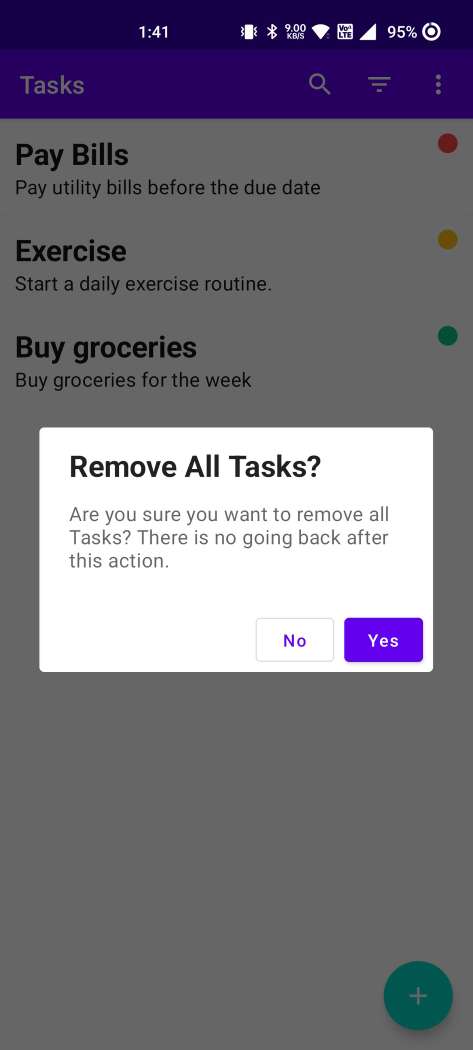 1:41
9.00
KB/S
Vo)
LTE
95%
Tasks
Pay Bills
Pay utility bills before the due date
Exercise
Start a daily exercise routine.
Buy groceries
Buy groceries for the week
Remove All Tasks?
Are you sure you want to remove all
Tasks? There is no going back after
this action.
No
Yes